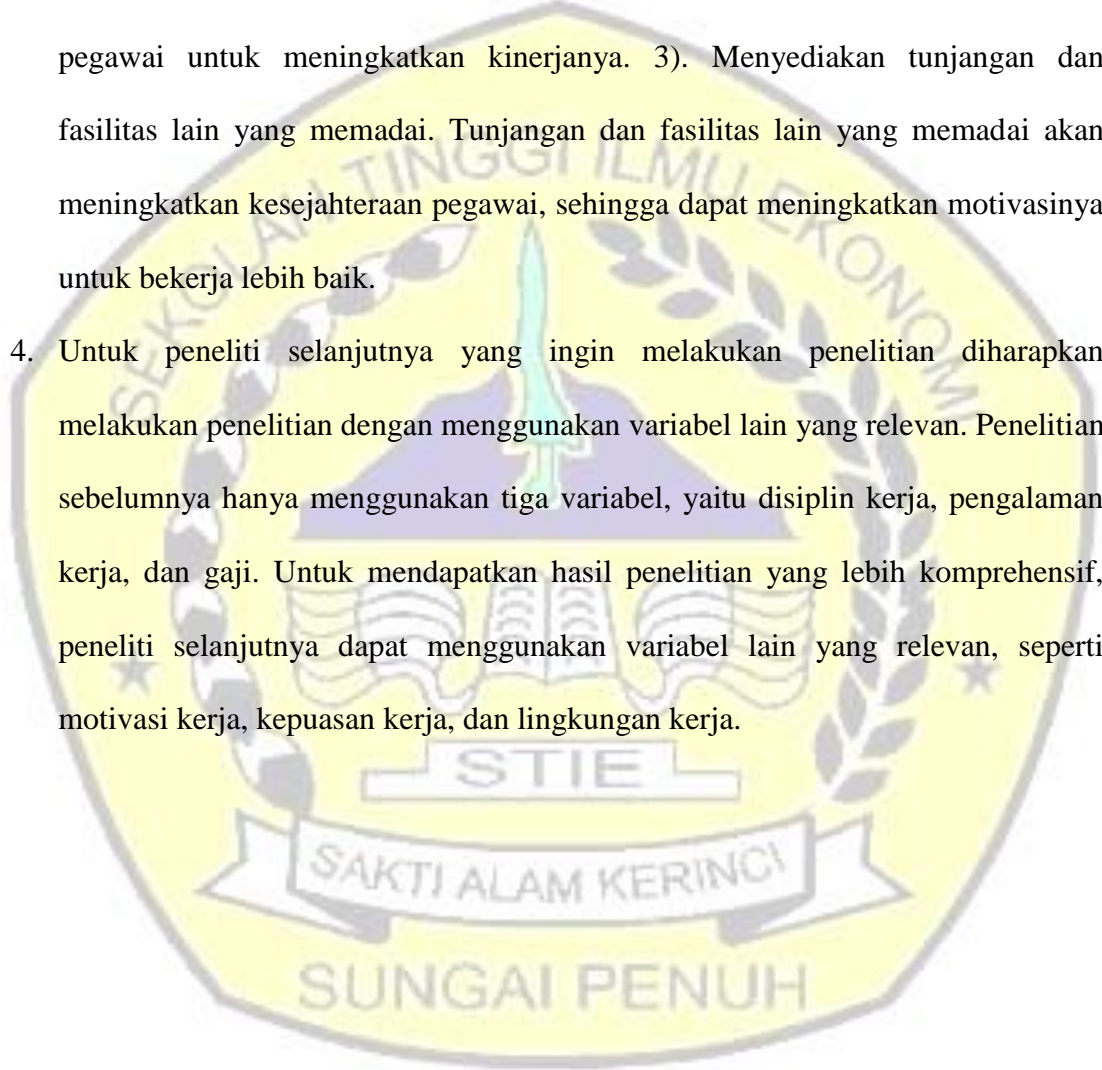 pegawai untuk meningkatkan kinerjanya. 3). Menyediakan tunjangan dan
fasilitas lain yang memadai. Tunjangan dan fasilitas lain yang memadai akan
meningkatkan kesejahteraan pegawai, sehingga dapat meningkatkan motivasinya
untuk bekerja lebih baik.
4. Untuk peneliti selanjutnya yang ingin melakukan penelitian diharapkan
melakukan penelitian dengan menggunakan variabel lain yang relevan. Penelitian
sebelumnya hanya menggunakan tiga variabel, yaitu disiplin kerja, pengalaman
kerja, dan gaji. Untuk mendapatkan hasil penelitian yang lebih komprehensif,
peneliti selanjutnya dapat menggunakan variabel lain yang relevan, seperti
motivasi kerja, kepuasan kerja, dan lingkungan kerja.
SEKOLAH TINGGI ILMU EKONOMI
STIE
SAKTI ALAM KERINCI
SUNGAI PENUH